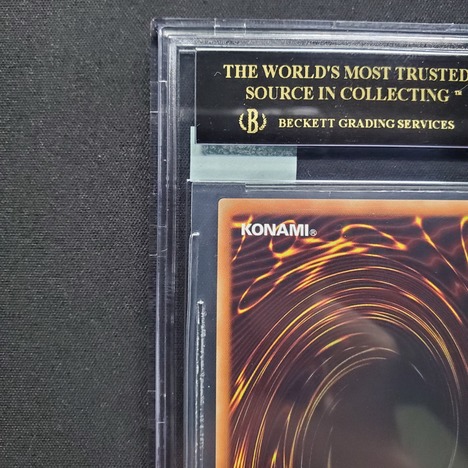 THE WORLD'S MOST TRUSTED
SOURCE IN COLLECTING ™
B BECKETT GRADING SERVICES
KONAMI®